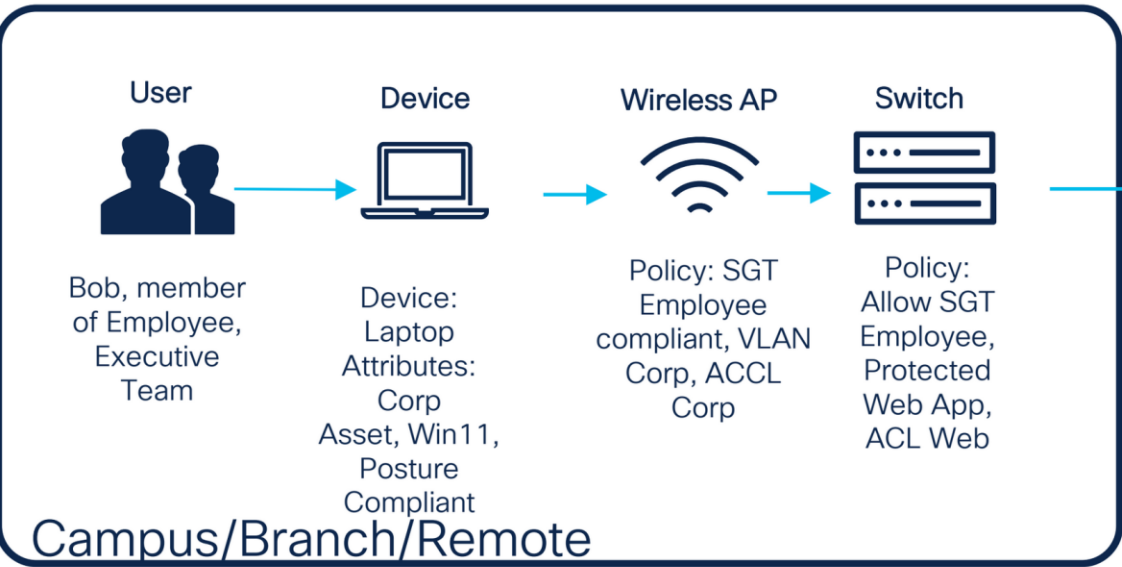 User
Device
Wireless AP
Switch
Bob, member
of Employee,
Executive
Team
Device:
Laptop
Attributes:
Corp
Asset, Win11,
Posture
Compliant
Policy: SGT
Employee
compliant, VLAN
Corp, ACCL
Corp
Policy:
Allow SGT
Employee,
Protected
Web App,
ACL Web
Campus/Branch/Remote